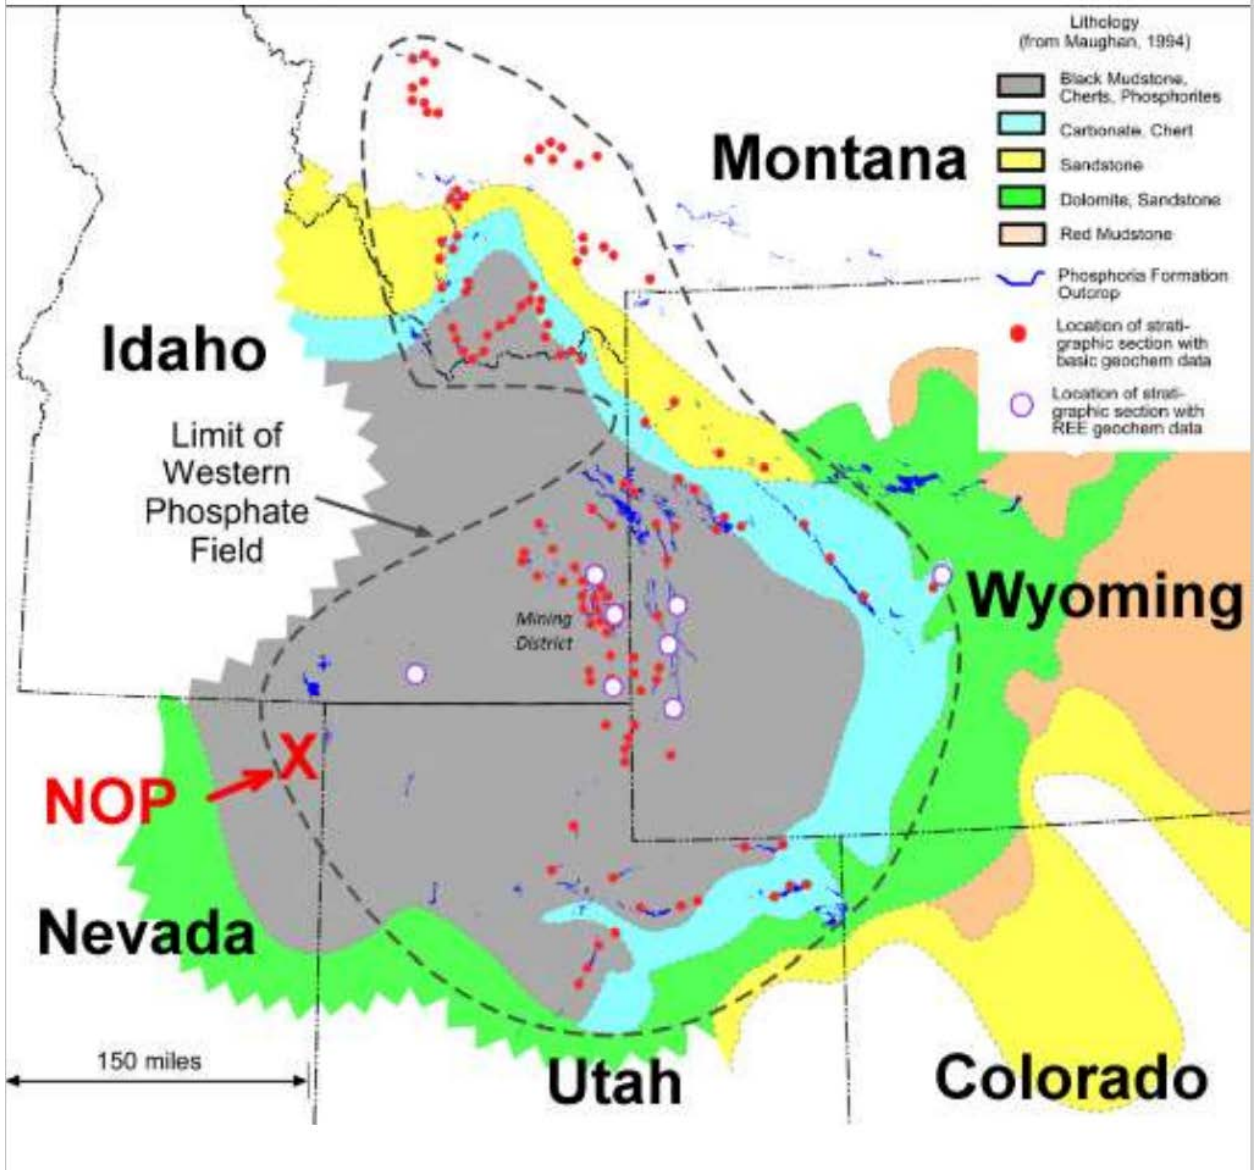 Lithology
(from Maughan, 1994)
Black Mudstone,
Cherts, Phosphorites
Carbonate, Chert
Sandstone
Dolomite, Sandstone
Red Mudstone
Phosphoria Formation
Outcrop
Location of strati-
graphic section with
basic geochem data
Location of strati-
graphic section with
REE geochem data
Montana
Idaho
Limit of
Western
Phosphate
Field
Wyoming
Mining
District
X
NOP
Nevada
150 miles
Utah
Colorado